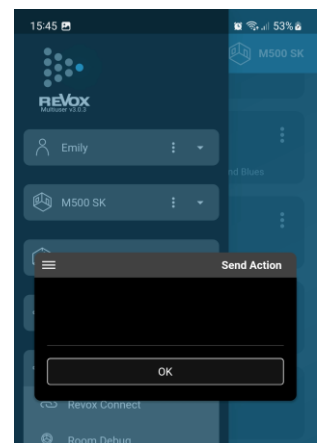 15:45 53%
REVOX
Multiuser v3.0.3
M500 SK
Emily
nd Blues
M500 SK
Send Action
OK
Revox Connect
Room Debug